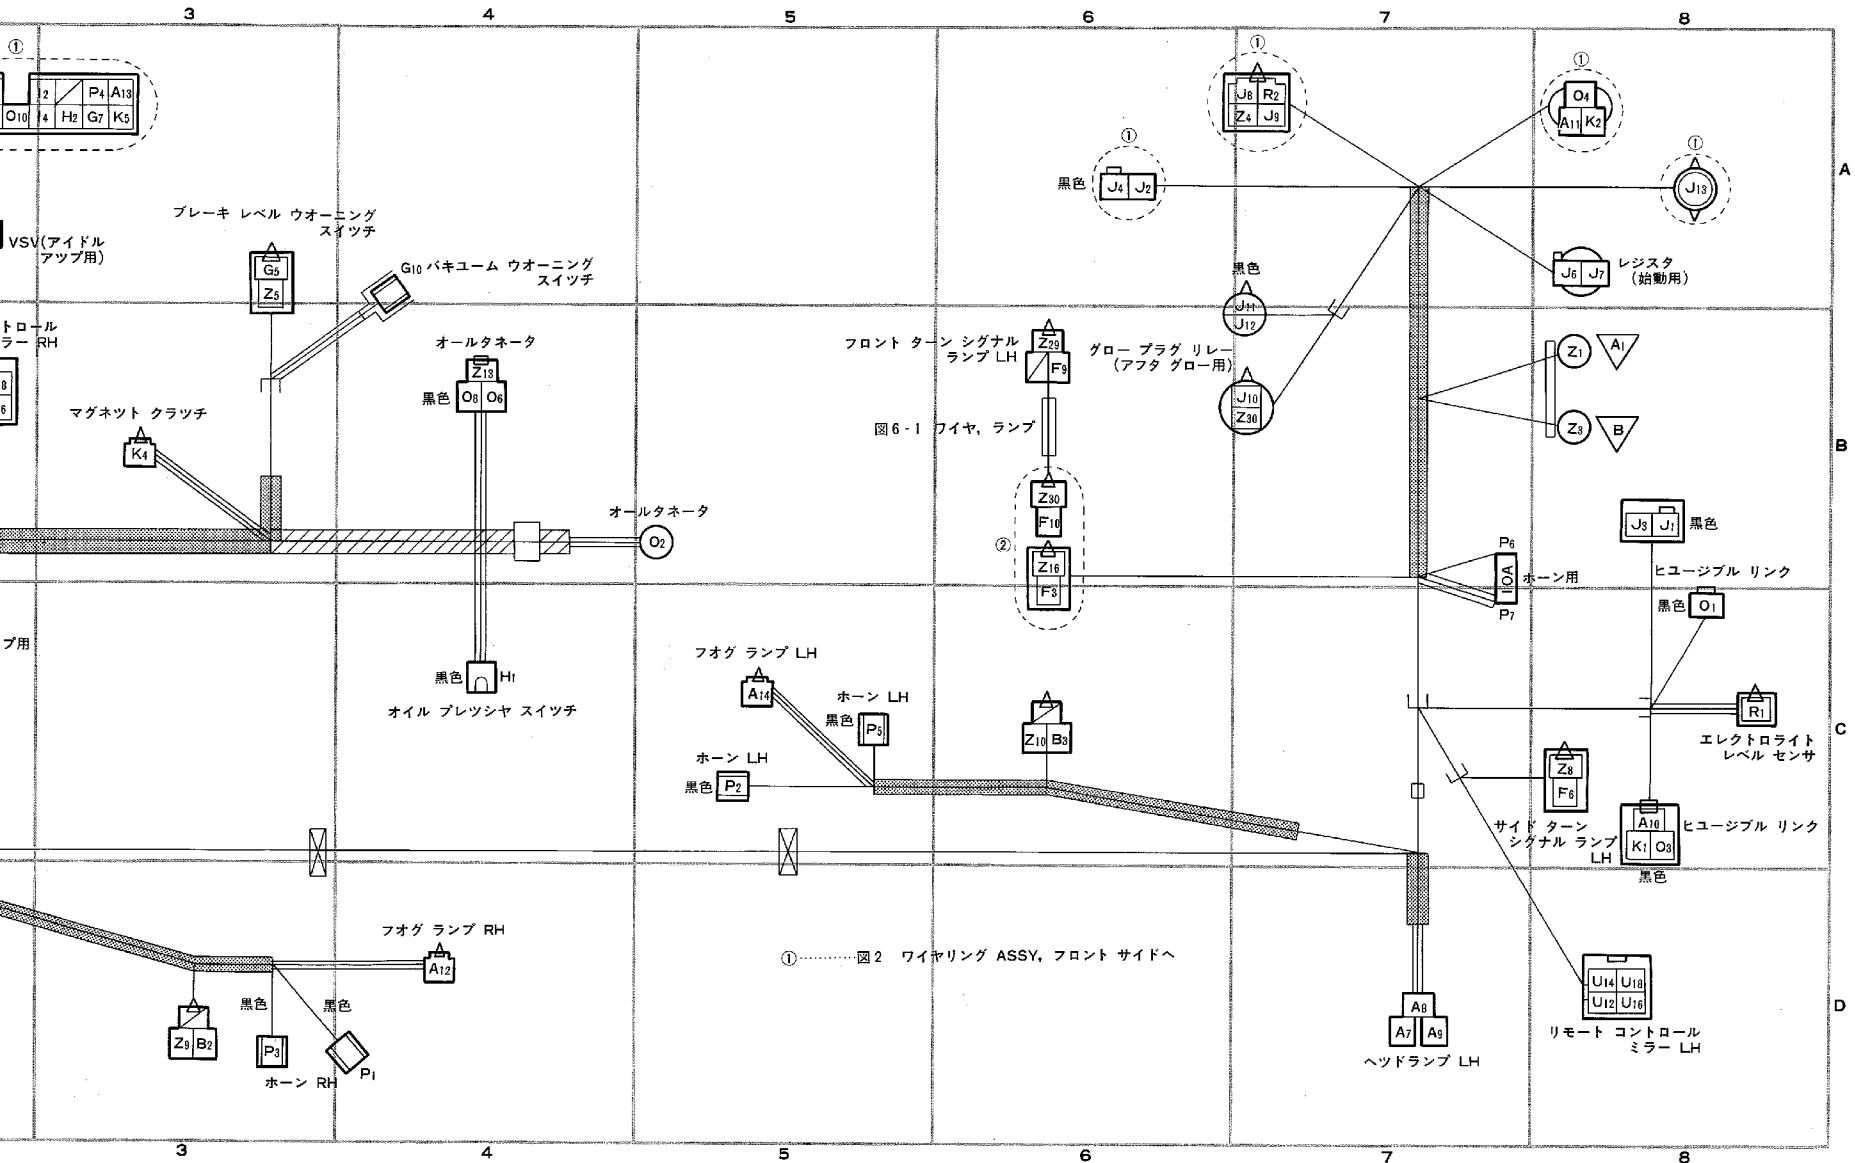 3 4 5 6 7 8
①
2 P4 A13
O10 4 H2 G7 K5
VSV(アイドル
アツプ用)
ブレーキ レベル ウオーニング
スイツチ
G5
Z5
G10 バキユーム ウオーニング
スイツチ
①
J8 R2
Z4 J9
①
O4
A11 K2
①
黒色 J4 J2
①
J13
A
レジスタ
(始動用)
J6 J7
黒色
J11
J12
グロー プラグ リレー
(アフタ グロー用)
J10
Z30
トロール
ラー RH
8
6
オールタネータ
Z13
黒色 O8 O6
マグネツト クラツチ
K4
フロント ターン シグナル
ランプ LH
Z29
F9
図6-1 ワイヤ, ランプ
Z1 A1
Z3 B
B
オールタネータ
O2
Z30
F10
②
Z16
F3
P6
10A ホーン用
P7
J3 J1 黒色
ヒユージブル リンク
黒色 O1
プ用
黒色 H1
オイル プレツシヤ スイツチ
フオグ ランプ LH
A14
ホーン LH
黒色 P5
ホーン LH
黒色 P2
Z10 B3
R1
エレクトロライト
レベル センサ
C
Z8
F6
サイド ターン
シグナル ランプ
LH
A10
K1 O3
ヒユージブル リンク
黒色
フオグ ランプ RH
A12
黒色 黒色
Z9 B2
P3
P1
ホーン RH
①………図2 ワイヤリング ASSY, フロント サイドへ
A8
A7 A9
ヘツドランプ LH
U14 U18
U12 U16
リモート コントロール
ミラー LH
D
3 4 5 6 7 8